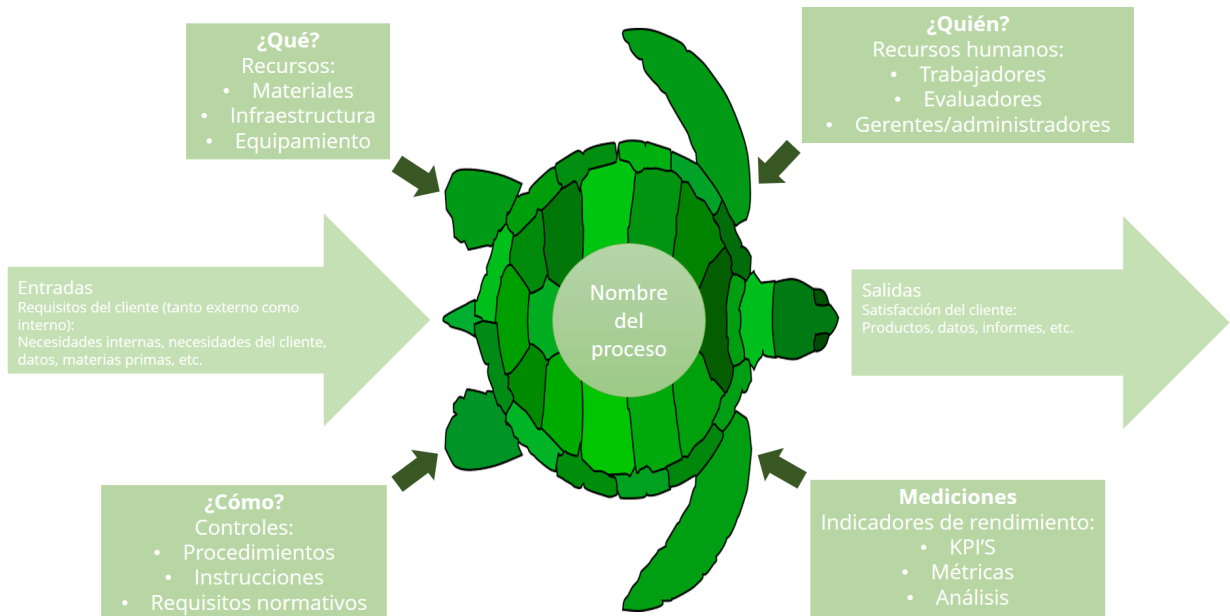 ¿Qué?
Recursos:
• Materiales
• Infraestructura
• Equipamiento
¿Quién?
Recursos humanos:
• Trabajadores
• Evaluadores
• Gerentes/administradores
Entradas
Requisitos del cliente (tanto externo como
interno):
Necesidades internas, necesidades del cliente,
datos, materias primas, etc.
Nombre
del
proceso
Salidas
Satisfacción del cliente:
Productos, datos, informes, etc.
¿Cómo?
Controles:
• Procedimientos
• Instrucciones
• Requisitos normativos
Mediciones
Indicadores de rendimiento:
• KPI’S
• Métricas
• Análisis